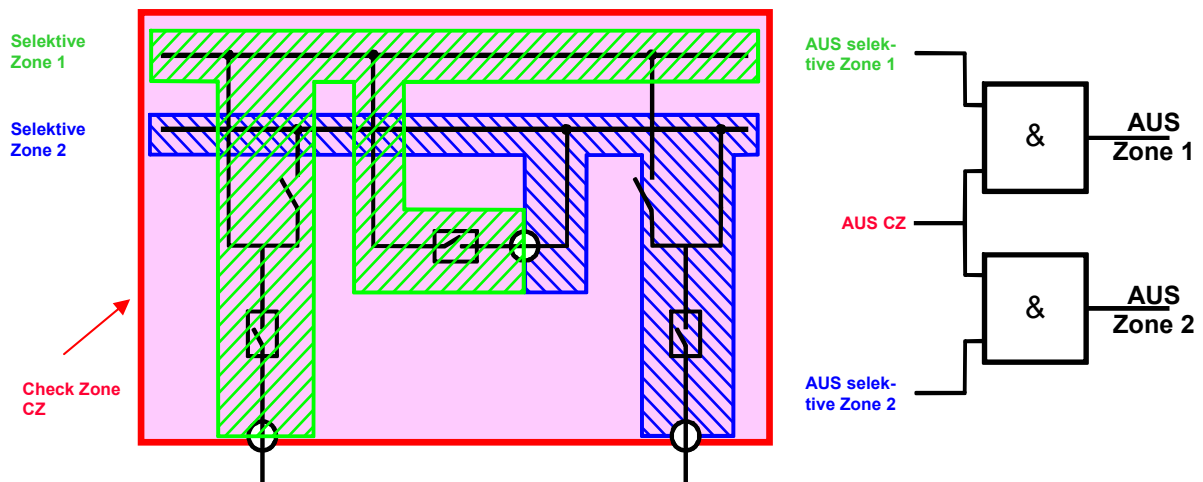 Selektive
Zone 1
Selektive
Zone 2
Check Zone
CZ
AUS selek-
tive Zone 1
&
AUS
Zone 1
AUS CZ
&
AUS
Zone 2
AUS selek-
tive Zone 2